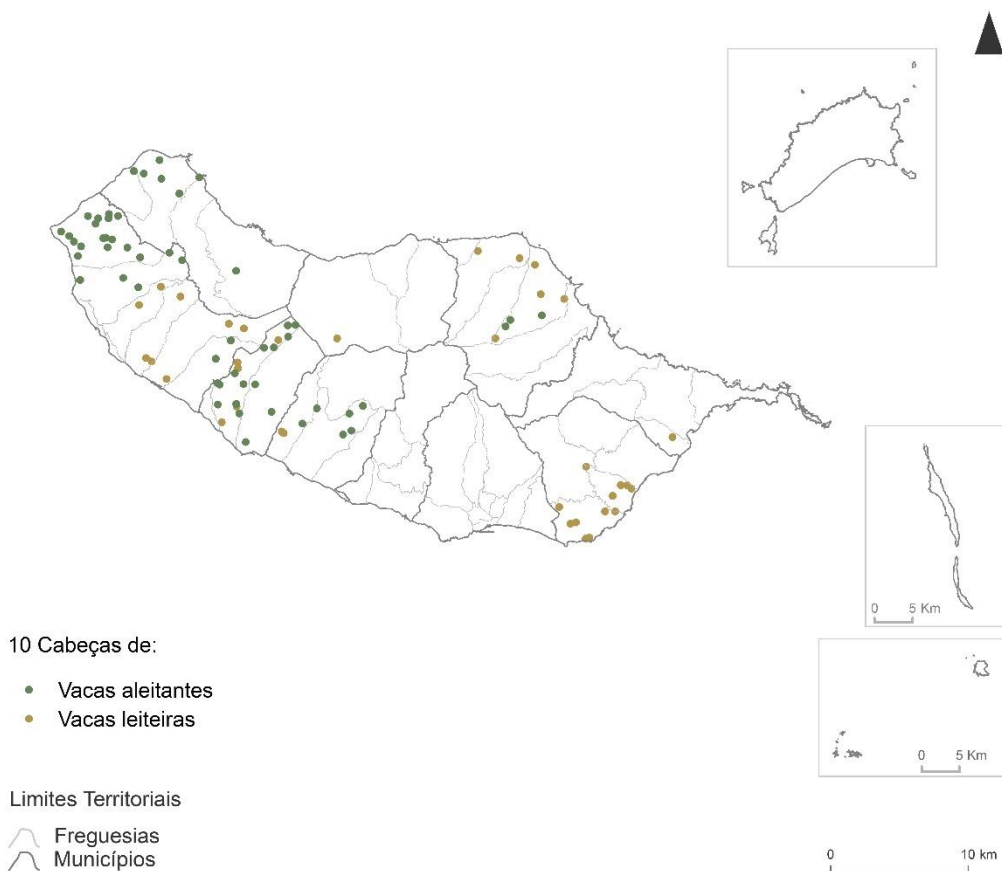 0 5 Km
10 Cabeças de:
Vacas aleitantes
Vacas leiteiras
0 5 Km
Limites Territoriais
Freguesias
Municípios
0 10 km